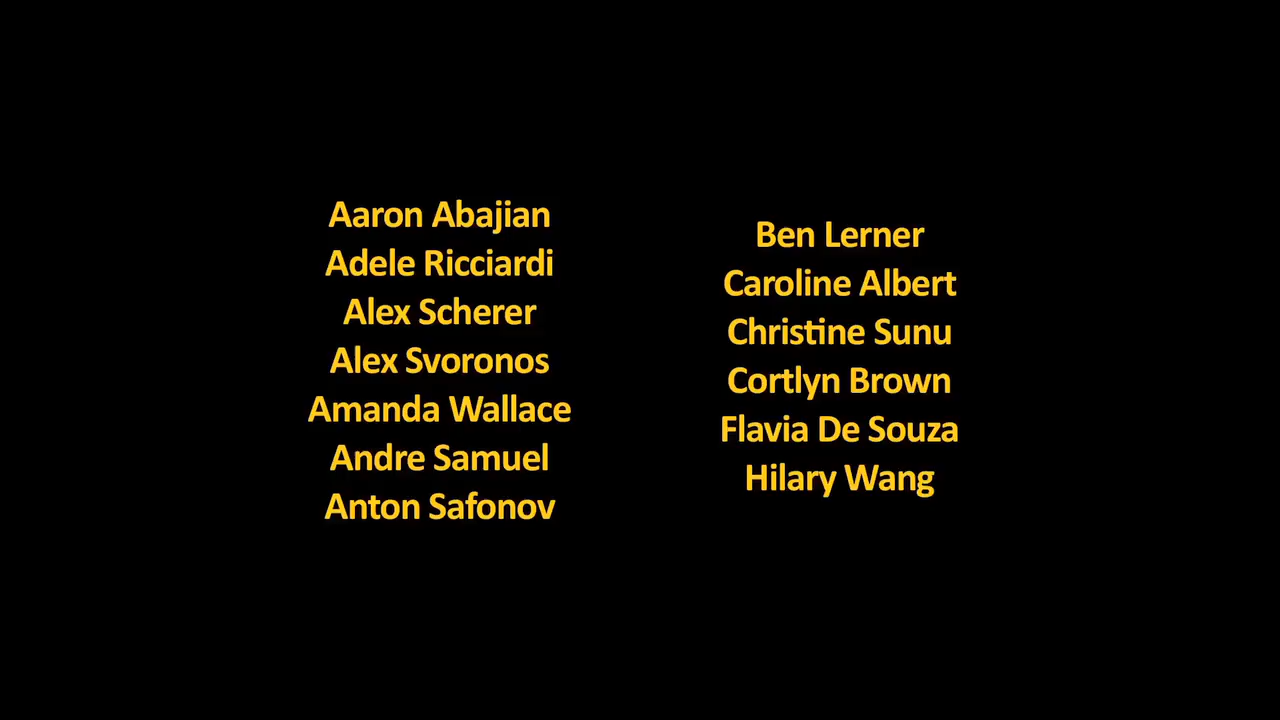 Aaron Abajian
Adele Ricciardi
Alex Scherer
Alex Svoronos
Amanda Wallace
Andre Samuel
Anton Safonov
Ben Lerner
Caroline Albert
Christine Sunu
Cortlyn Brown
Flavia De Souza
Hilary Wang